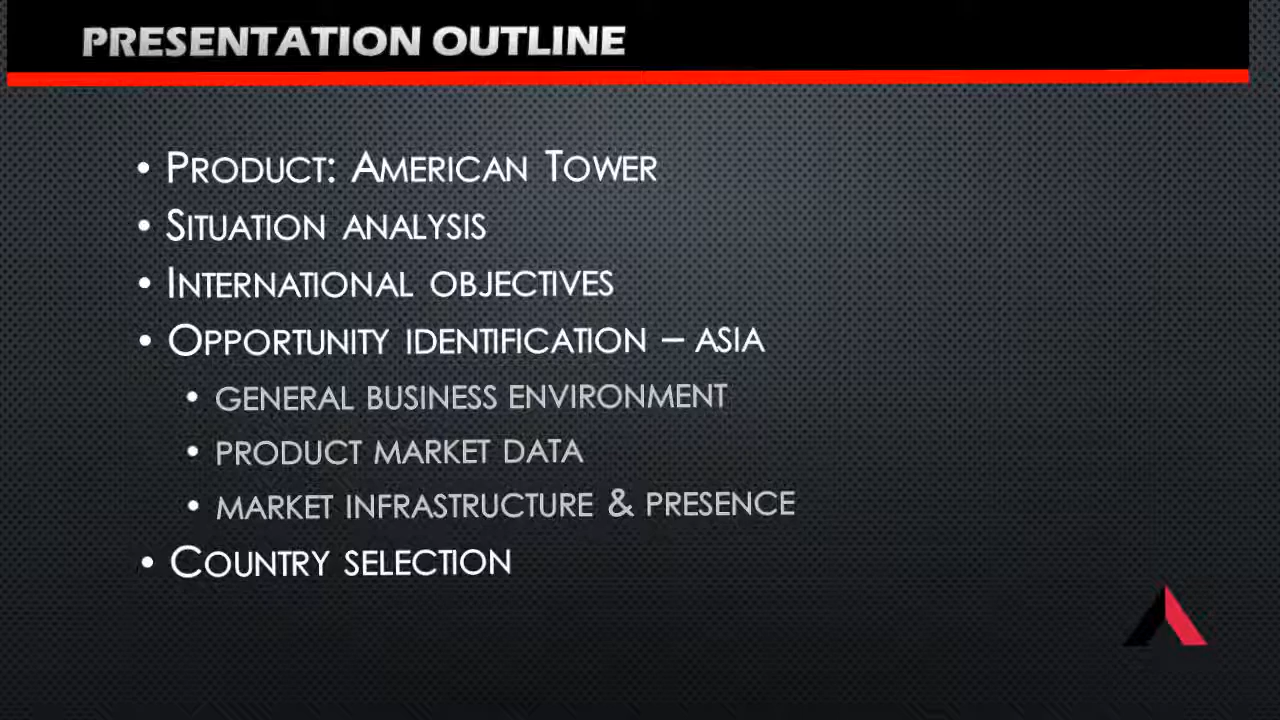 PRESENTATION OUTLINE
• PRODUCT: AMERICAN TOWER
• SITUATION ANALYSIS
• INTERNATIONAL OBJECTIVES
• OPPORTUNITY IDENTIFICATION – ASIA
• GENERAL BUSINESS ENVIRONMENT
• PRODUCT MARKET DATA
• MARKET INFRASTRUCTURE & PRESENCE
• COUNTRY SELECTION